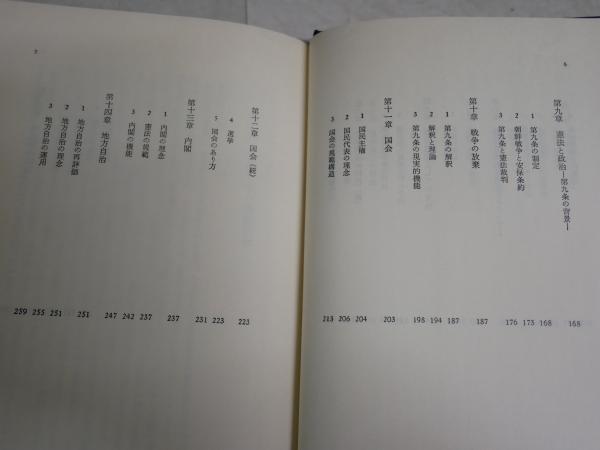 6
第九章 憲法と政治―第九条の背景― 168
1 第九条の制定 168
2 朝鮮戦争と安保条約 173
3 第九条と憲法裁判 176
第十章 戦争の放棄 187
1 第九条の解釈 187
2 解釈と理論 194
3 第九条の現実的機能 198
第十一章 国会 203
1 国民主権 204
2 国民代表の理念 206
3 国会の規範構造 213
7
第十二章 国会(続) 223
4 選挙 223
5 国会のあり方 231
第十三章 内閣 237
1 内閣の理念 237
2 憲法の規範 242
3 内閣の機能 247
第十四章 地方自治 251
1 地方自治の再評価 251
2 地方自治の理念 255
3 地方自治の運用 259